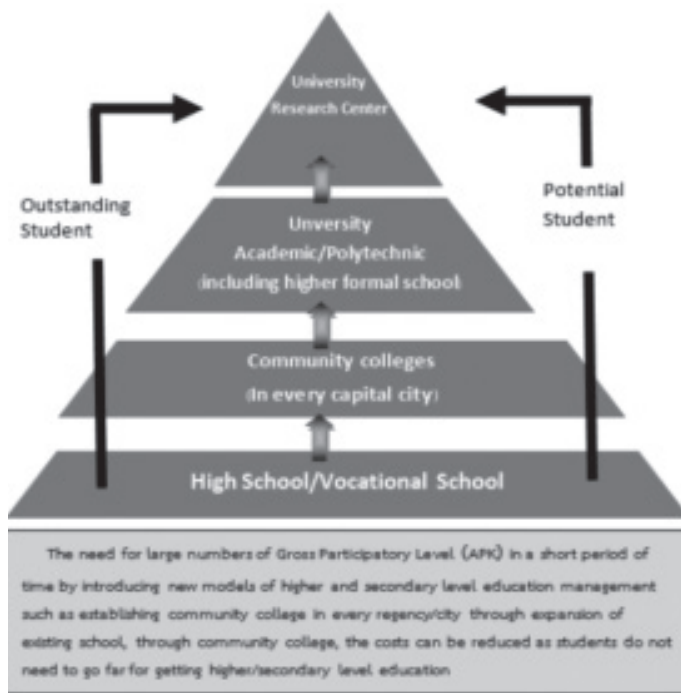 University
Research Center
Outstanding
Student
Potential
Student
Unversity
Academic/Polytechnic
(including higher formal school)
Community colleges
(In every capital city)
High School/Vocational School
The need for large numbers of Gross Participatory Level (APK) in a short period of
time by introducing new models of higher and secondary level education management
such as establishing community college in every regency/city through expansion of
existing school, through community college, the costs can be reduced as students do not
need to go far for getting higher/secondary level education